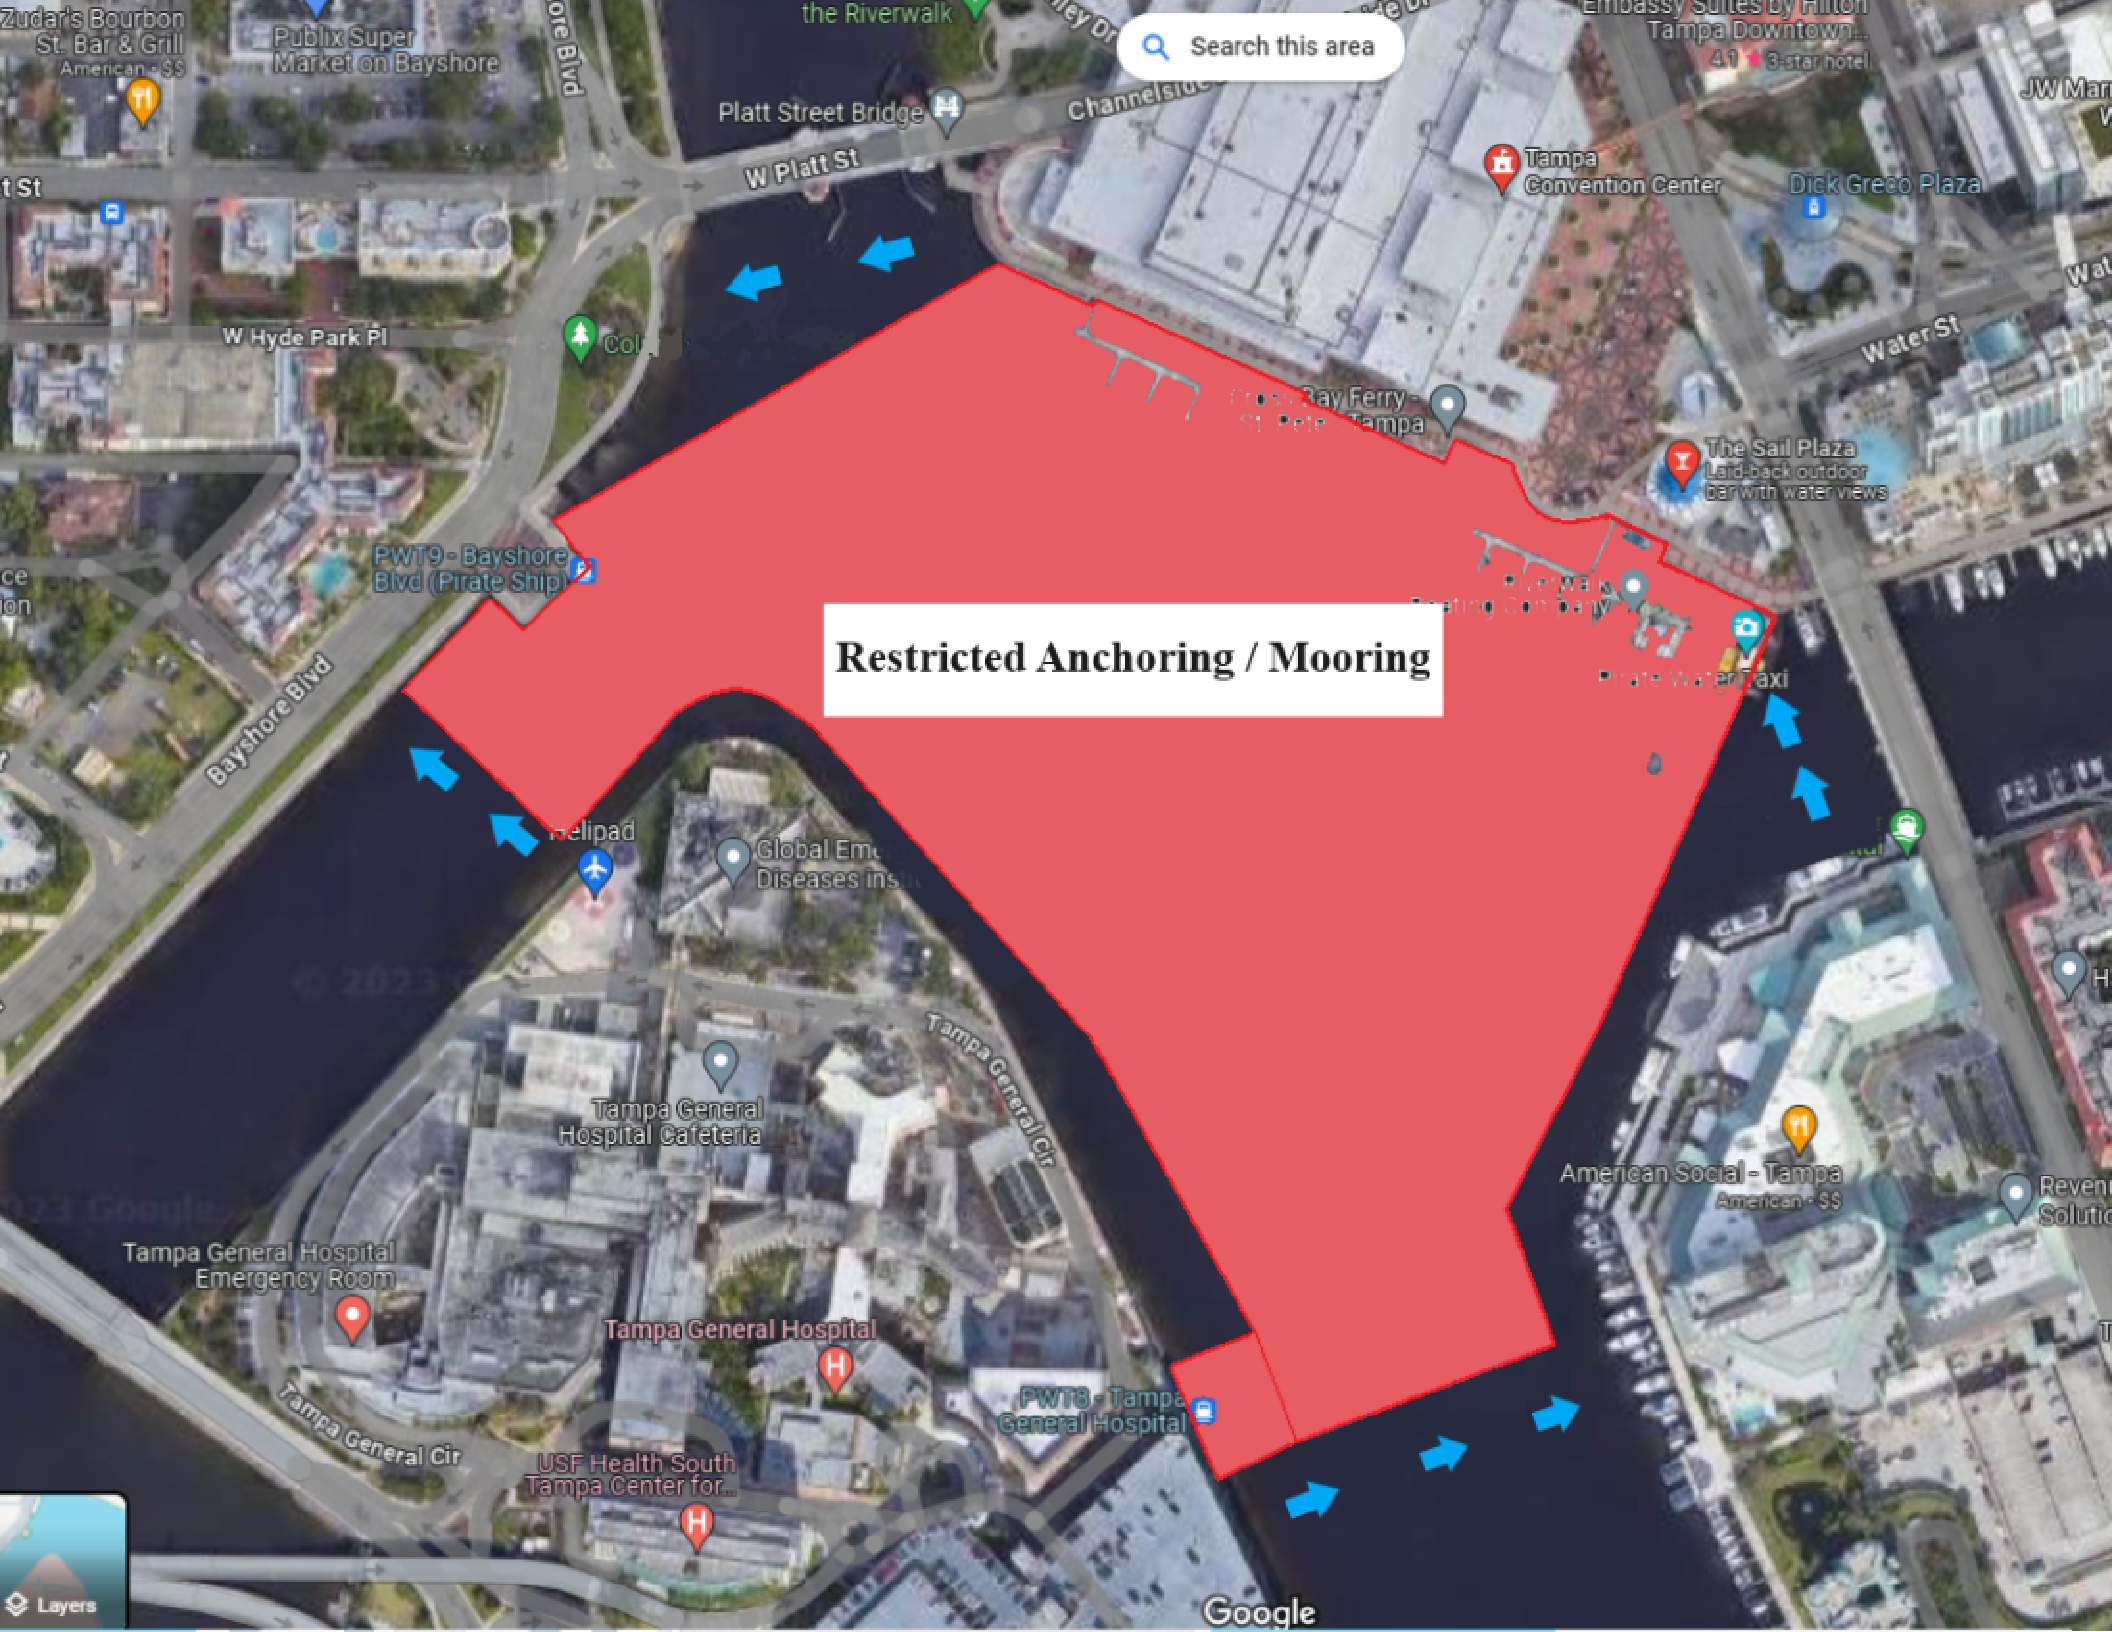 Zudar's Bourbon
St. Bar & Grill
American · $$
Publix Super
Market on Bayshore
ore Blvd
the Riverwalk
Search this area
Embassy Suites by Hilton
Tampa Downtown...
4.1 ★ 3-star hotel
Platt Street Bridge
Channelside
W Platt St
t St
Tampa
Convention Center
Dick Greco Plaza
W Hyde Park Pl
Water St
Bay Ferry -
Tampa
The Sail Plaza
Laid-back outdoor
bar with water views
PWT9 - Bayshore
Blvd (Pirate Ship)
Restricted Anchoring / Mooring
Bayshore Blvd
Helipad
Global Eme
Diseases ins
Tampa General Cir
Tampa General
Hospital Cafeteria
American Social - Tampa
American · $$
Tampa General Hospital
Emergency Room
Tampa General Hospital
PWT8 - Tampa
General Hospital
Tampa General Cir
USF Health South
Tampa Center for...
Layers
Google